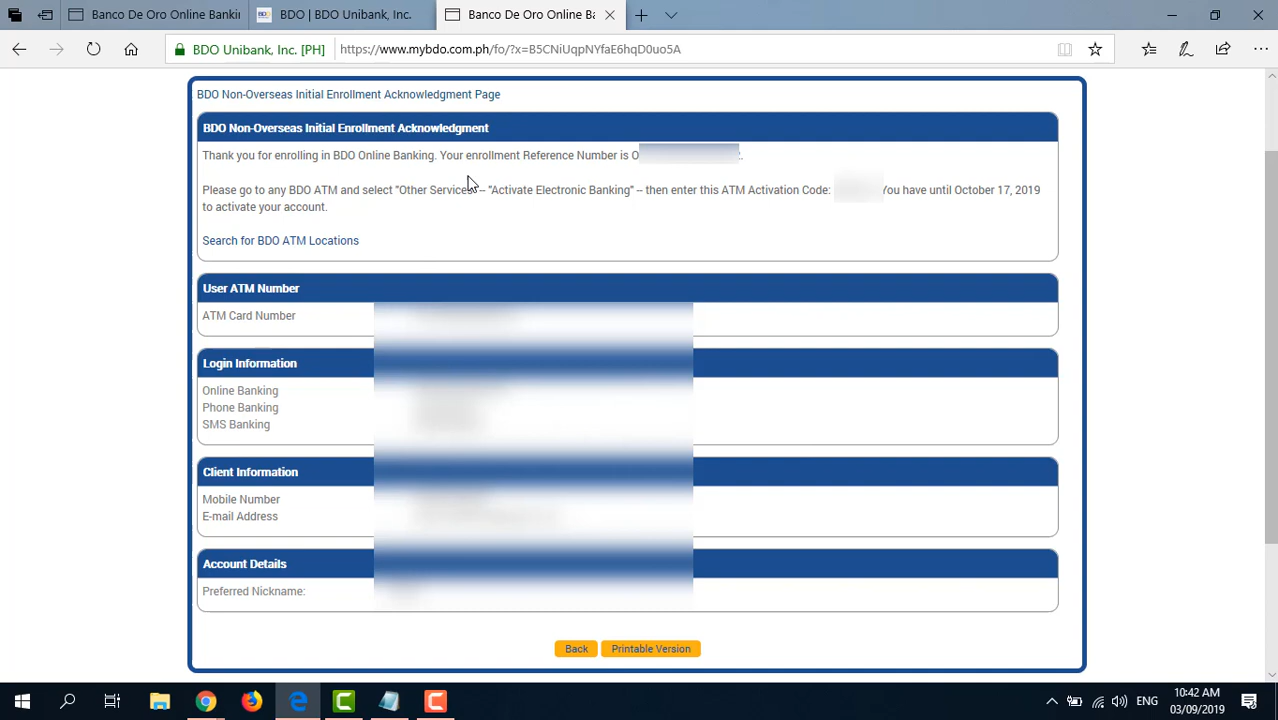 Banco De Oro Online Bankin
BDO | BDO Unibank, Inc.
Banco De Oro Online Ba
BDO Unibank, Inc. [PH]
https://www.mybdo.com.ph/fo/?x=B5CNiUqpNYfaE6hqD0uo5A
BDO Non-Overseas Initial Enrollment Acknowledgment Page
BDO Non-Overseas Initial Enrollment Acknowledgment
Thank you for enrolling in BDO Online Banking. Your enrollment Reference Number is O
Please go to any BDO ATM and select "Other Services" -- "Activate Electronic Banking" -- then enter this ATM Activation Code: You have until October 17, 2019
to activate your account.
Search for BDO ATM Locations
User ATM Number
ATM Card Number
Login Information
Online Banking
Phone Banking
SMS Banking
Client Information
Mobile Number
E-mail Address
Account Details
Preferred Nickname:
Back Printable Version
ENG
10:42 AM
03/09/2019